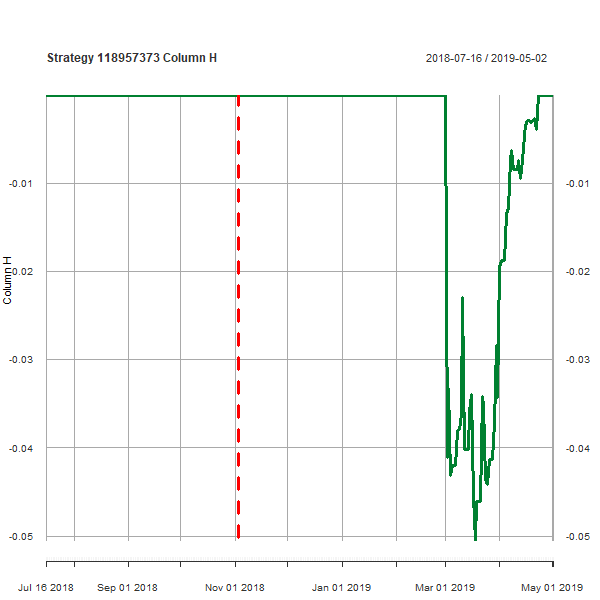 Strategy 118957373 Column H
2018-07-16 / 2019-05-02
-0.01
-0.01
-0.02
-0.02
-0.03
-0.03
-0.04
-0.04
-0.05
-0.05
Column H
Jul 16 2018
Sep 01 2018
Nov 01 2018
Jan 01 2019
Mar 01 2019
May 01 2019